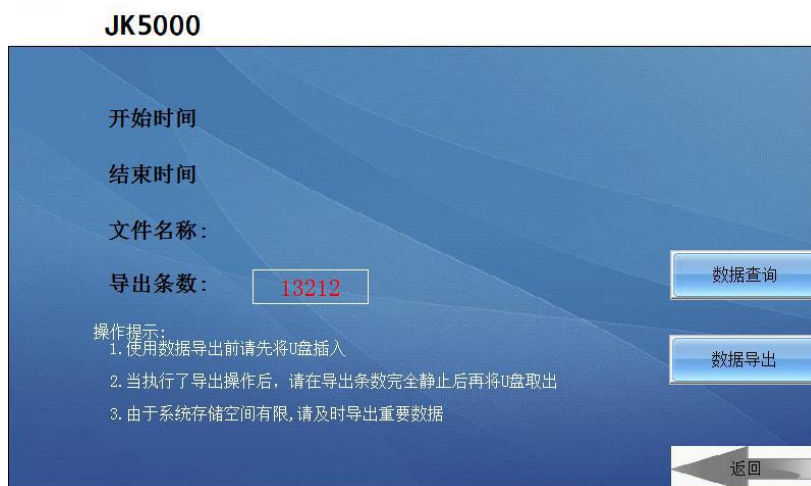 JK5000
开始时间
结束时间
文件名称:
导出条数: 13212
数据查询
操作提示:
1.使用数据导出前请先将U盘插入
数据导出
2.当执行了导出操作后，请在导出条数完全静止后再将U盘取出
3.由于系统存储空间有限,请及时导出重要数据
返回